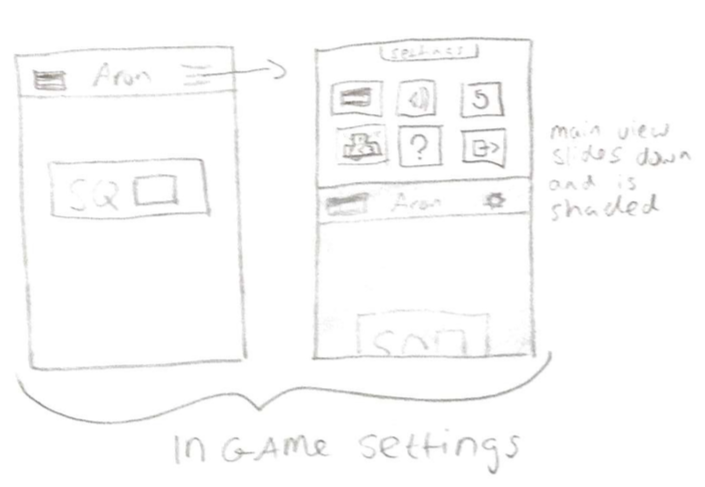 Aron
SQ
settings
?
Aron
SQ
main view
slides down
and is
shaded
IN GAME settings